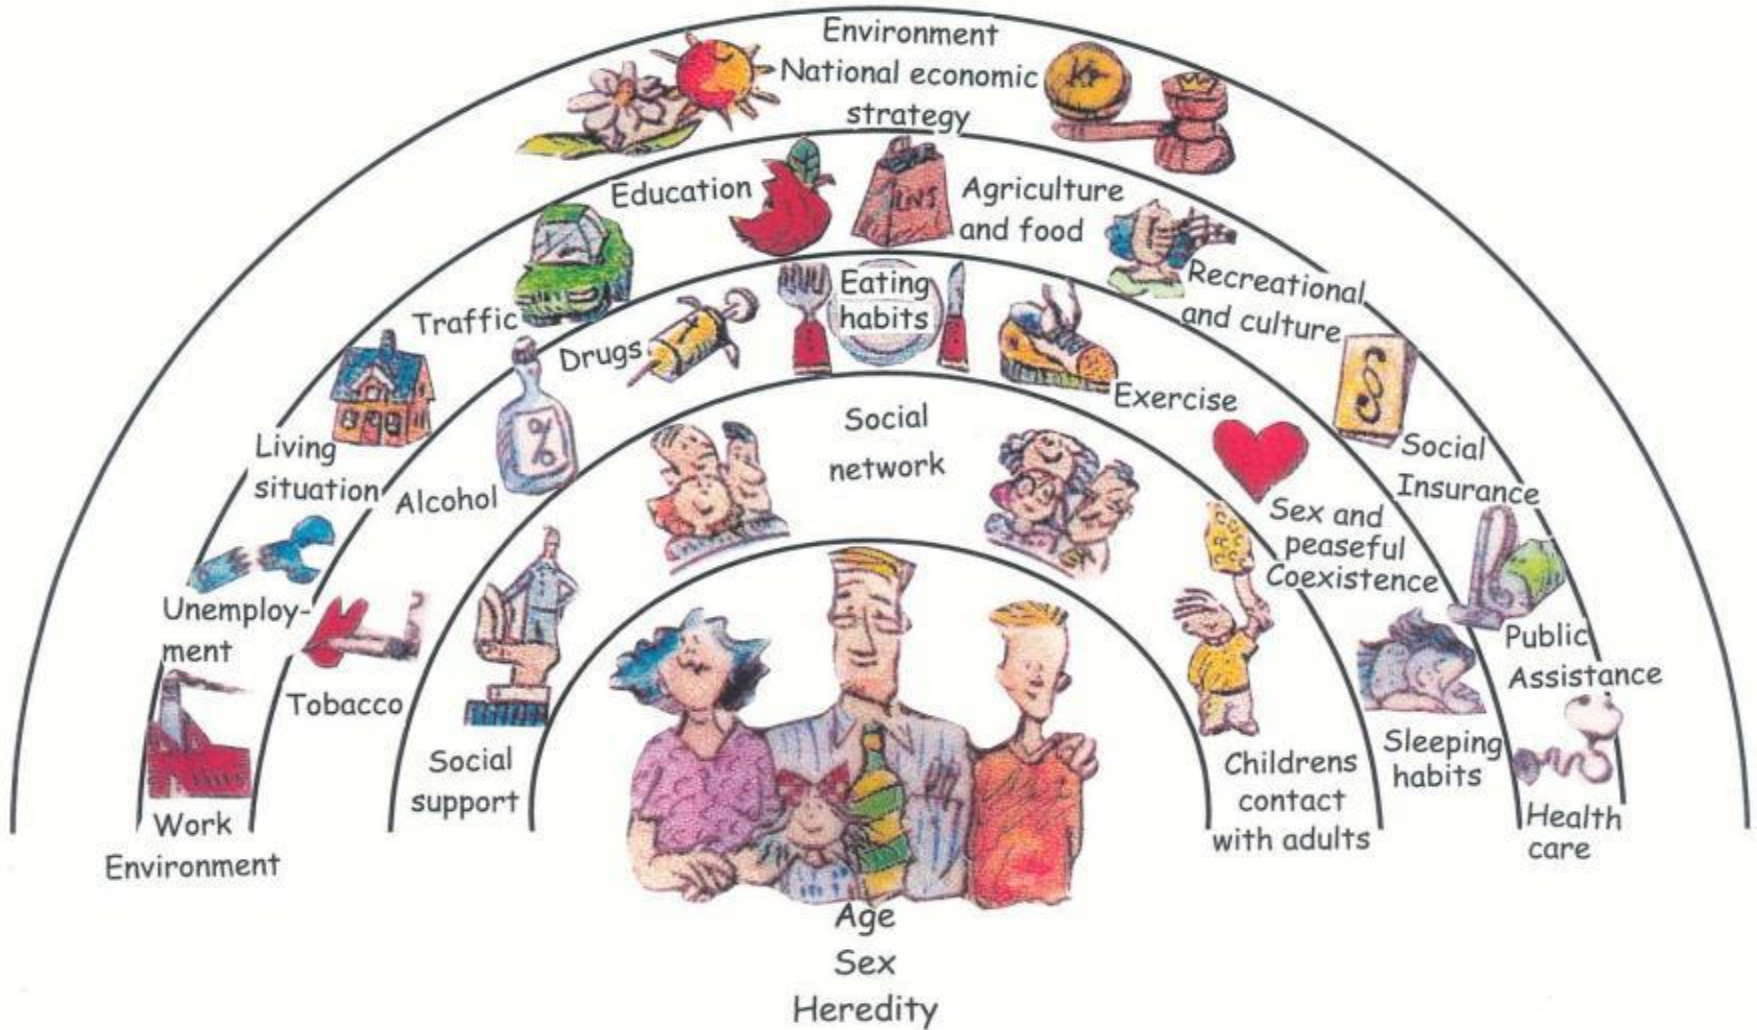 Environment
National economic
strategy
Kr
Education
Agriculture
and food
Recreational
and culture
Traffic
Living
situation
Unemploy-
ment
Work
Environment
Social
Insurance
Public
Assistance
Health
care
Eating
habits
Drugs
Exercise
Alcohol
%
Tobacco
Sex and
peaseful
Coexistence
Sleeping
habits
Social
network
Social
support
Childrens
contact
with adults
Age
Sex
Heredity